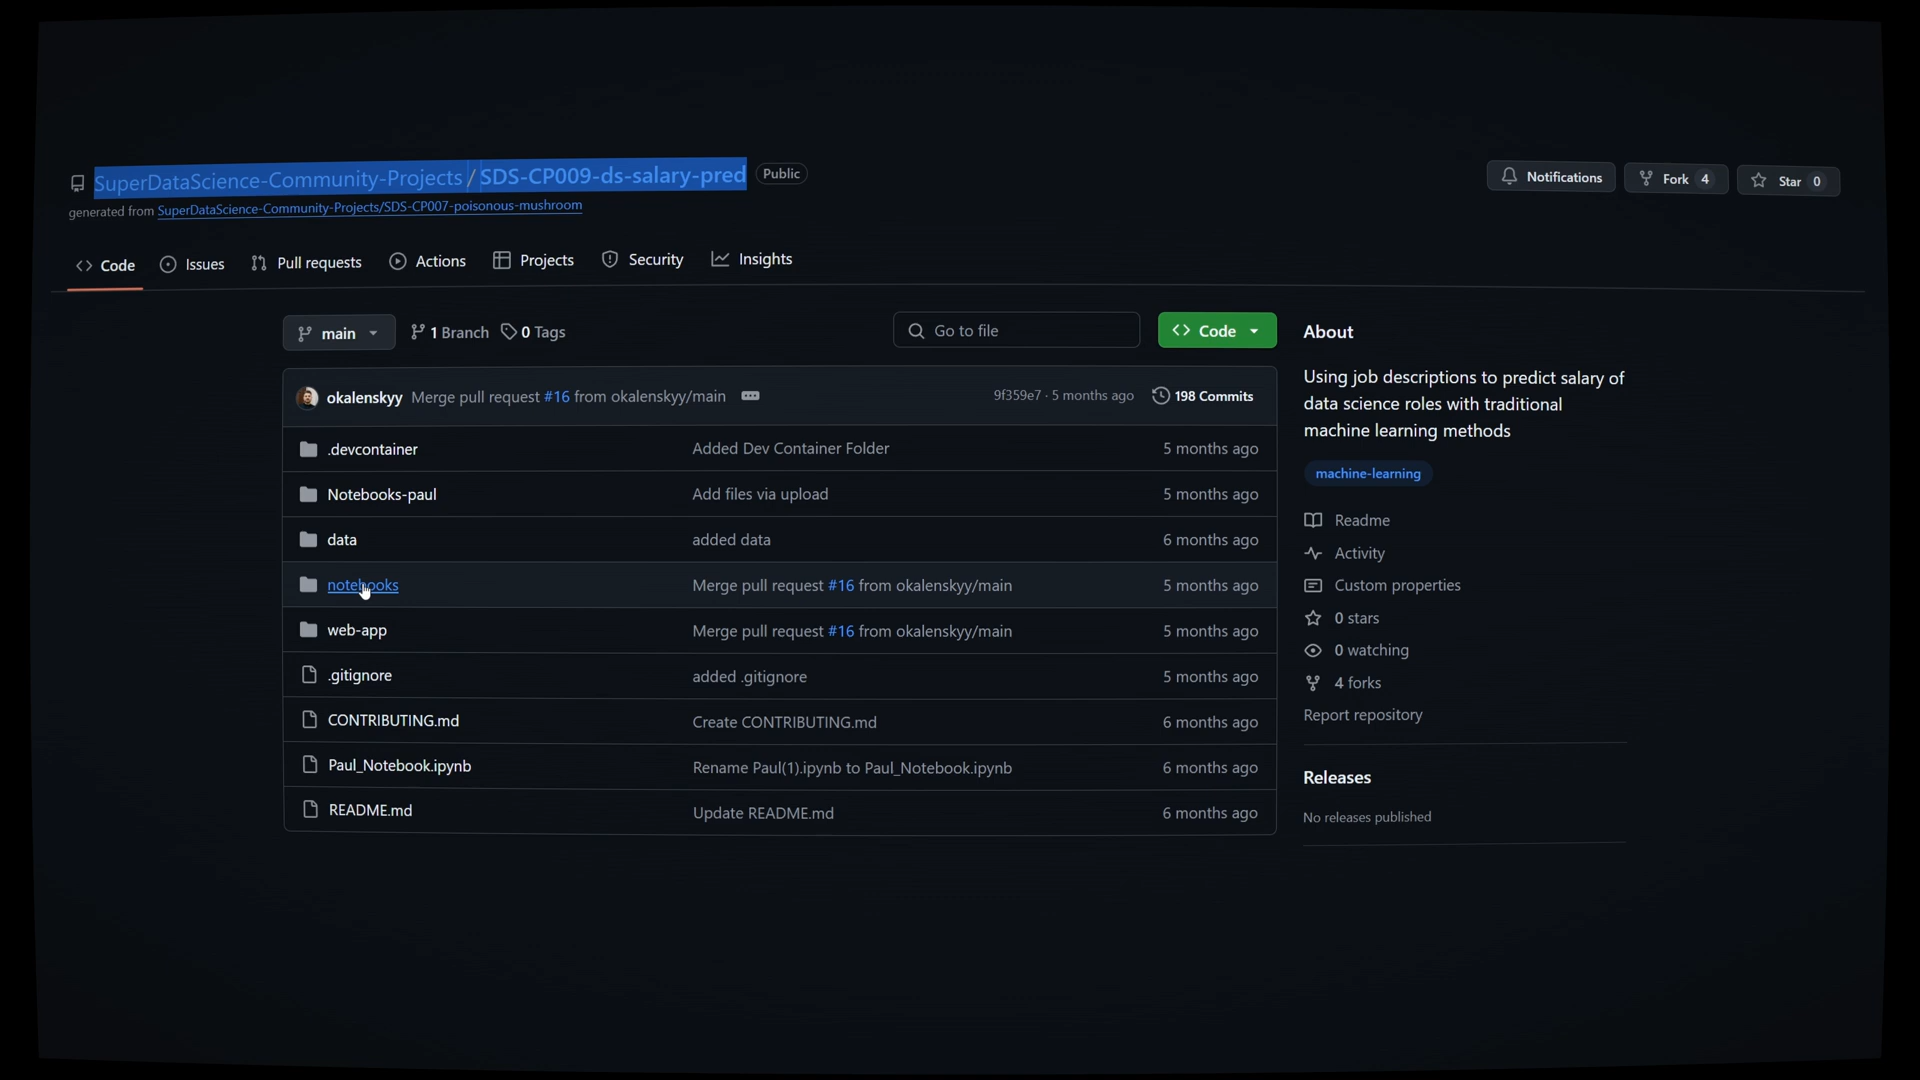 SuperDataScience-Community-Projects / SDS-CP009-ds-salary-pred Public
Notifications Fork 4 Star 0
generated from SuperDataScience-Community-Projects/SDS-CP007-poisonous-mushroom
Code Issues Pull requests Actions Projects Security Insights
main 1 Branch 0 Tags Go to file Code
okalenskyy Merge pull request #16 from okalenskyy/main 9f359e7 · 5 months ago 198 Commits
.devcontainer Added Dev Container Folder 5 months ago
Notebooks-paul Add files via upload 5 months ago
data added data 6 months ago
notebooks Merge pull request #16 from okalenskyy/main 5 months ago
web-app Merge pull request #16 from okalenskyy/main 5 months ago
.gitignore added .gitignore 5 months ago
CONTRIBUTING.md Create CONTRIBUTING.md 6 months ago
Paul_Notebook.ipynb Rename Paul(1).ipynb to Paul_Notebook.ipynb 6 months ago
README.md Update README.md 6 months ago
About
Using job descriptions to predict salary of
data science roles with traditional
machine learning methods
machine-learning
Readme
Activity
Custom properties
0 stars
0 watching
4 forks
Report repository
Releases
No releases published